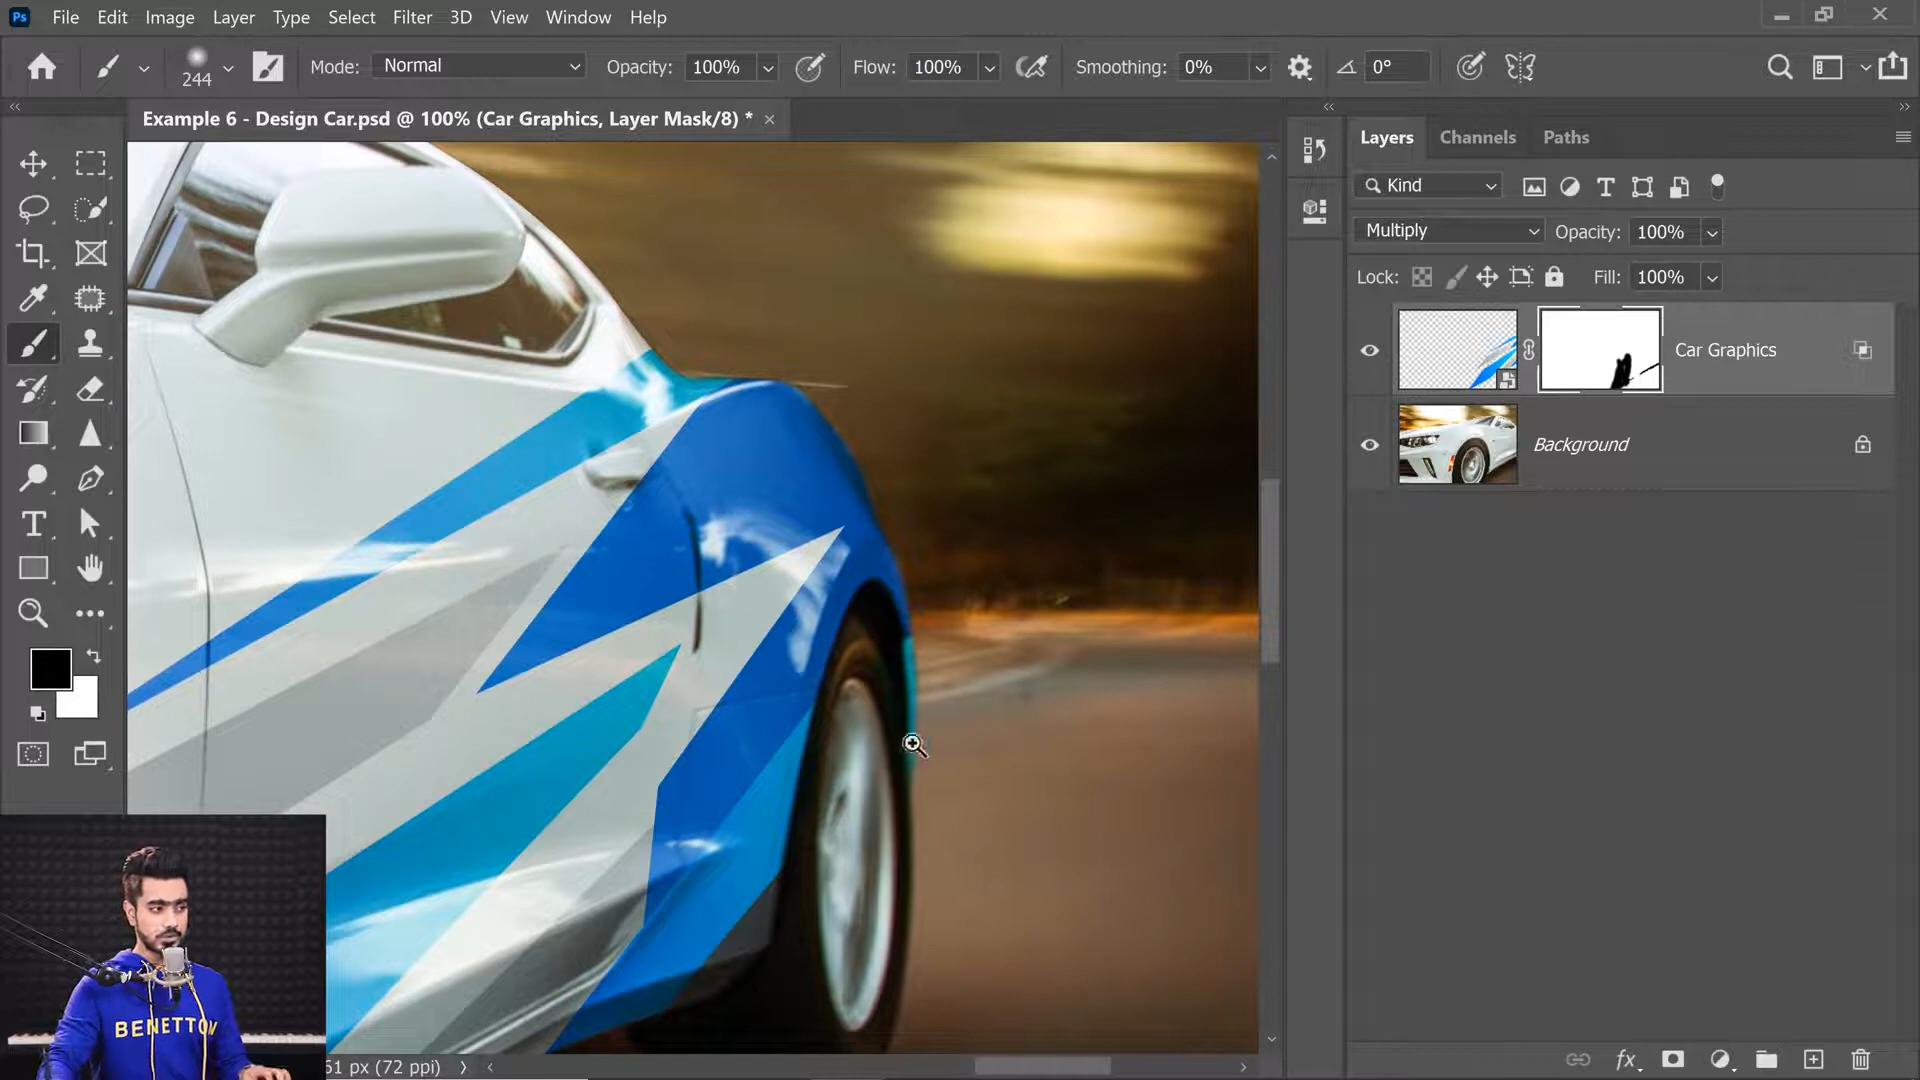 Ps File Edit Image Layer Type Select Filter 3D View Window Help
244 Mode: Normal Opacity: 100% Flow: 100% Smoothing: 0% 0°
Example 6 - Design Car.psd @ 100% (Car Graphics, Layer Mask/8) * ×
Layers Channels Paths
Kind
Multiply Opacity: 100%
Lock: Fill: 100%
Car Graphics
Background
BENETTON
61 px (72 ppi)
fx